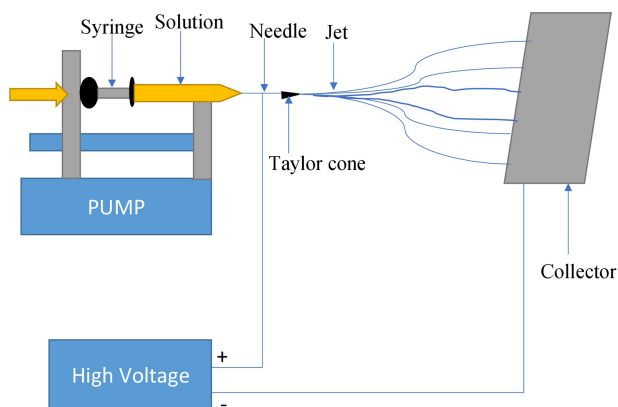 Syringe
Solution
Needle
Jet
Taylor cone
PUMP
Collector
High Voltage
+
-